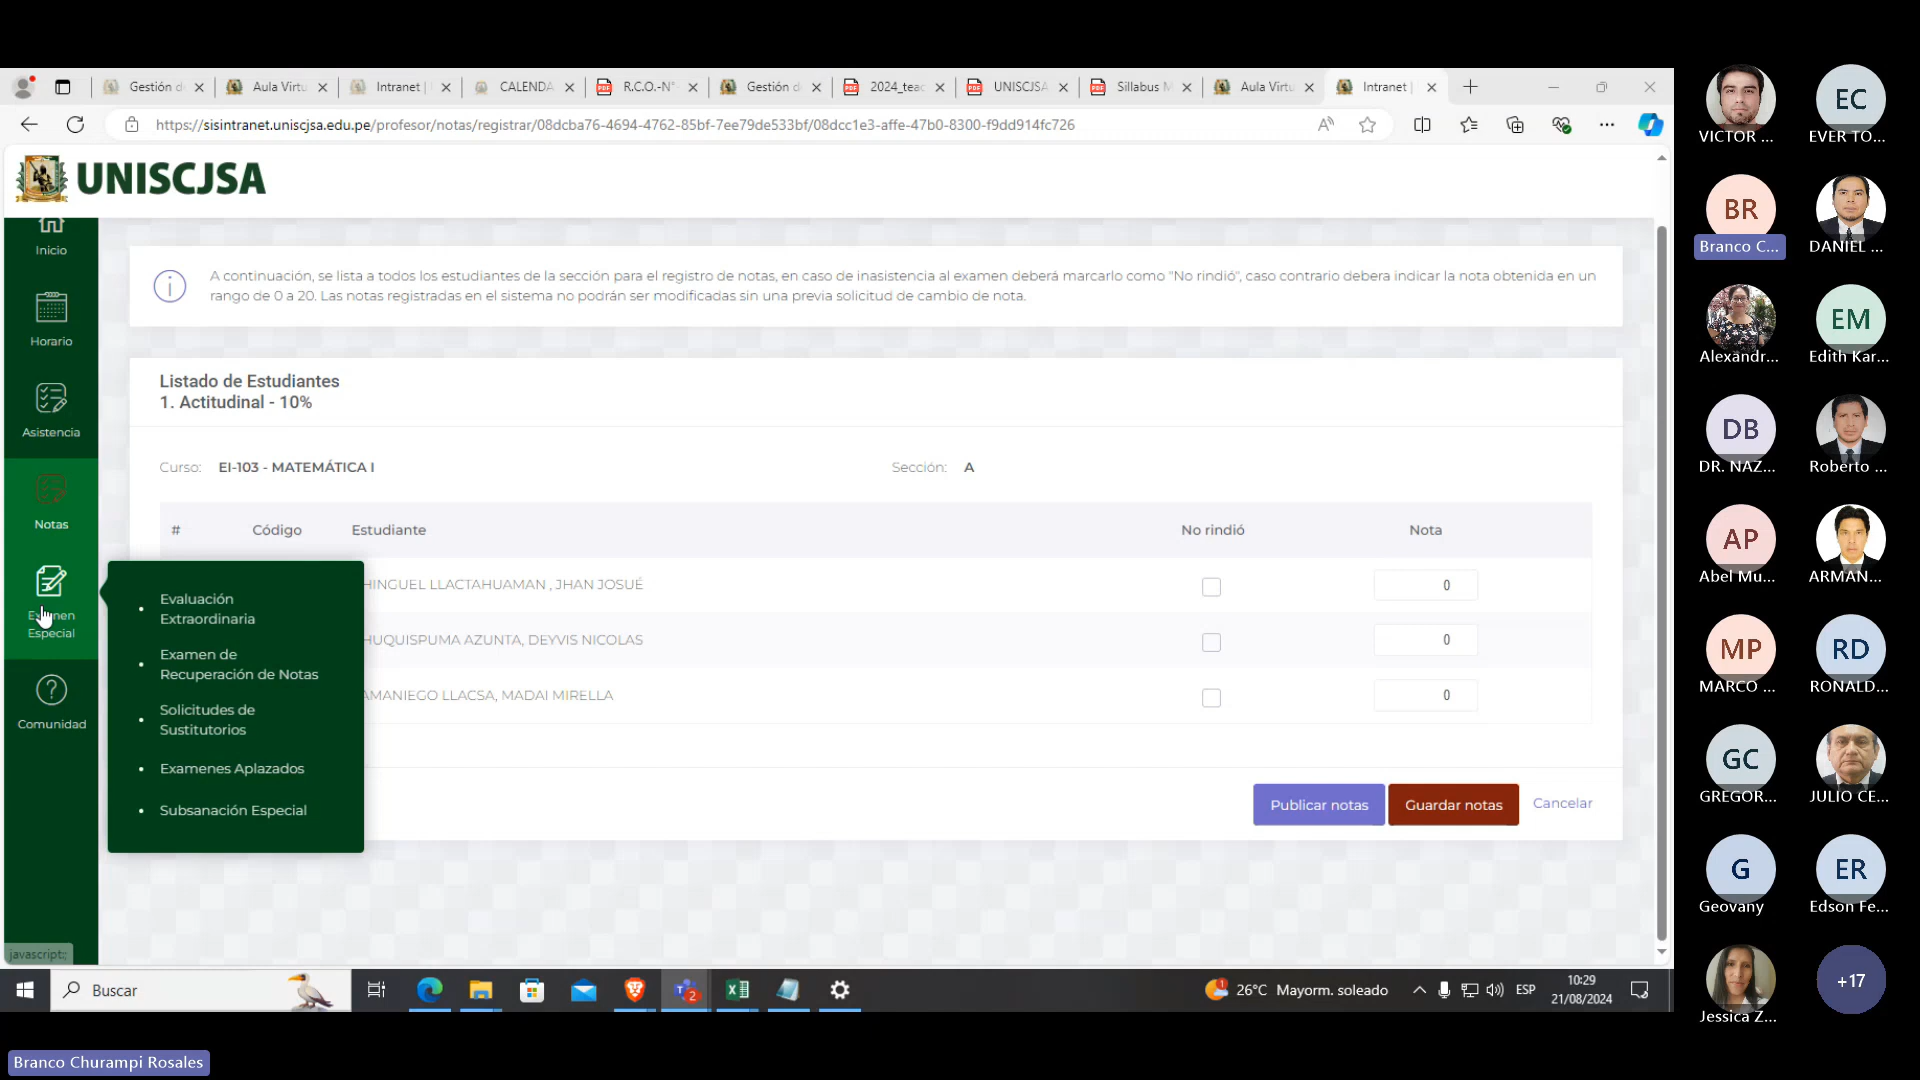 Gestión d
Aula Virtu
Intranet |
CALENDA
R.C.O.-N°
Gestión d
2024_teac
UNISCJSA
Sillabus M
Aula Virtu
Intranet |
https://sisintranet.uniscjsa.edu.pe/profesor/notas/registrar/08dcba76-4694-4762-85bf-7ee79de533bf/08dcc1e3-affe-47b0-8300-f9dd914fc726
UNISCJSA
Inicio
Horario
Asistencia
Notas
Especial
Comunidad
A continuación, se lista a todos los estudiantes de la sección para el registro de notas, en caso de inasistencia al examen deberá marcarlo como "No rindió", caso contrario debera indicar la nota obtenida en un
rango de 0 a 20. Las notas registradas en el sistema no podrán ser modificadas sin una previa solicitud de cambio de nota.
Listado de Estudiantes
1. Actitudinal - 10%
Curso: EI-103 - MATEMÁTICA I
Sección: A
# Código Estudiante No rindió Nota
HINGUEL LLACTAHUAMAN , JHAN JOSUÉ 0
HUQUISPUMA AZUNTA, DEYVIS NICOLAS 0
AMANIEGO LLACSA, MADAI MIRELLA 0
Evaluación
Extraordinaria
Examen de
Recuperación de Notas
Solicitudes de
Sustitutorios
Examenes Aplazados
Subsanación Especial
Publicar notas
Guardar notas
Cancelar
javascript:;
Buscar
2
1
26°C Mayorm. soleado
ESP
10:29
21/08/2024
VICTOR ...
EC
EVER TO...
BR
Branco C...
DANIEL ...
Alexandr...
EM
Edith Kar...
DB
DR. NAZ...
Roberto ...
AP
Abel Mu...
ARMAN...
MP
MARCO ...
RD
RONALD...
GC
GREGOR...
JULIO CE...
G
Geovany
ER
Edson Fe...
Jessica Z...
+17
Branco Churampi Rosales